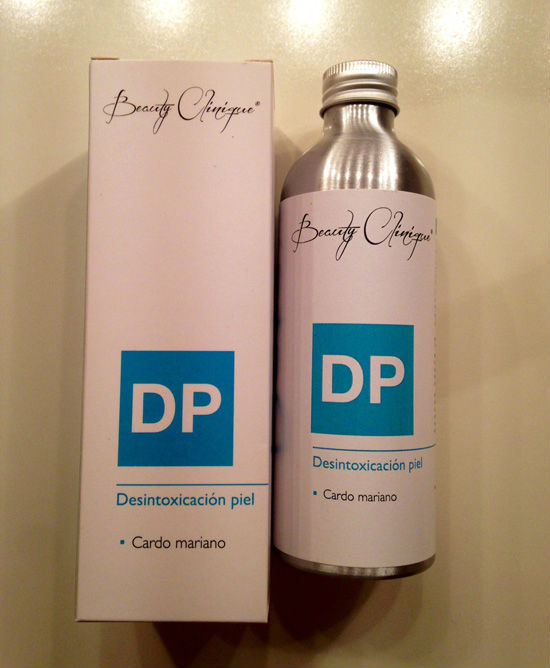 Beauty Clinique®
DP
Desintoxicación piel
▪ Cardo mariano
Beauty Clinique®
DP
Desintoxicación piel
▪ Cardo mariano